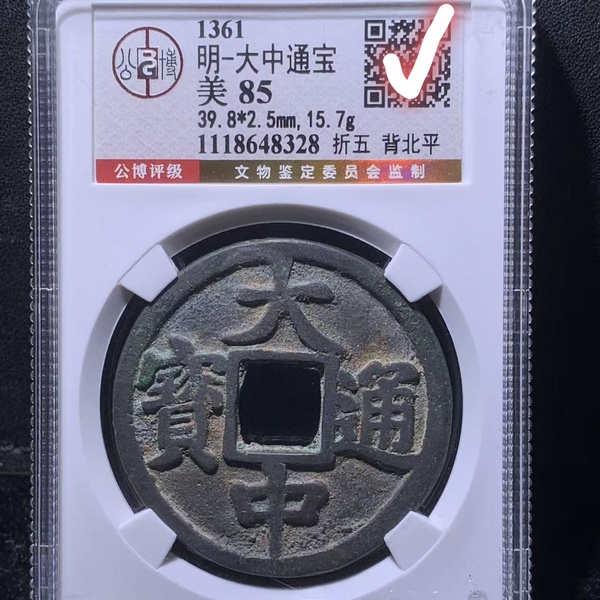 公博
1361
明-大中通宝
美 85
39.8*2.5mm,15.7g
1118648328 折五 背北平
公博评级 文物鉴定委员会监制
大
中
通
寶